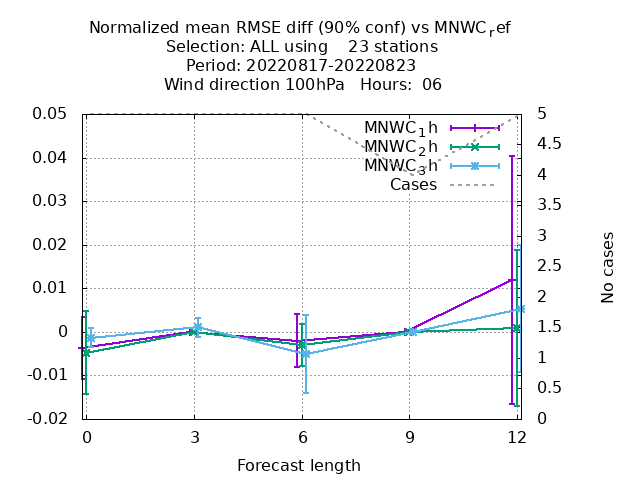 Normalized mean RMSE diff (90% conf) vs MNWC_ref
Selection: ALL using 23 stations
Period: 20220817-20220823
Wind direction 100hPa Hours: 06
MNWC_1h
MNWC_2h
MNWC_3h
Cases
0.05
0.04
0.03
0.02
0.01
0
-0.01
-0.02
5
4.5
4
3.5
3
2.5
2
1.5
1
0.5
0
No cases
0 3 6 9 12
Forecast length